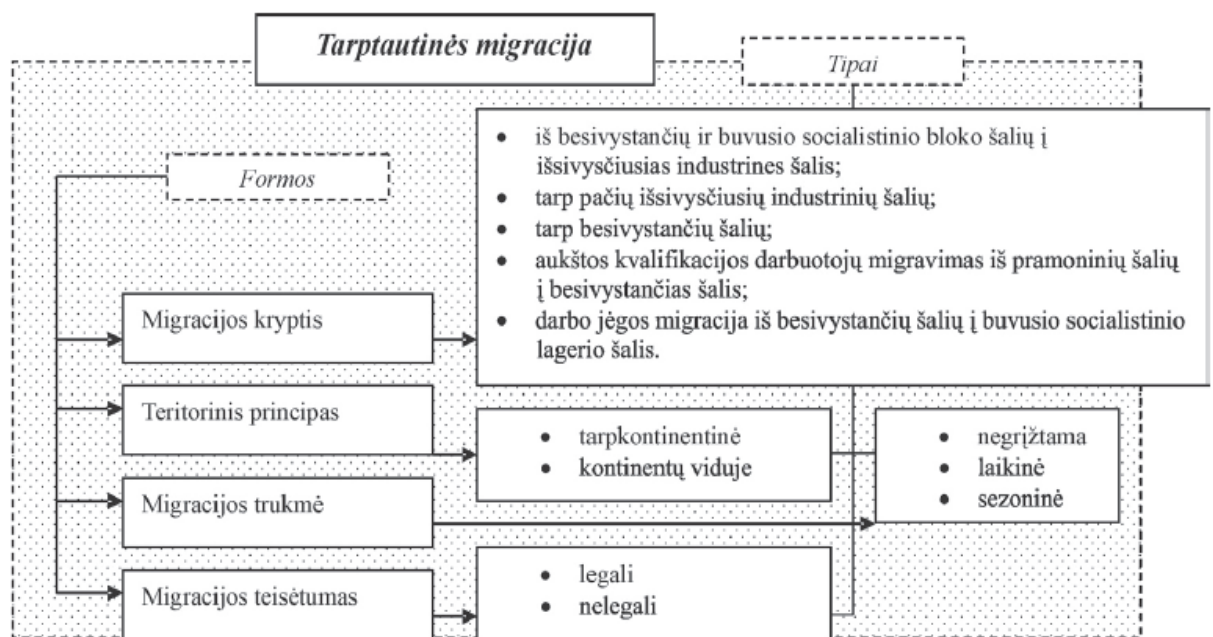 Tarptautinės migracija
Tipai
Formos
• iš besivystančių ir buvusio socialistinio bloko šalių į
išsivysčiusias industrines šalis;
• tarp pačių išsivysčiusių industrinių šalių;
• tarp besivystančių šalių;
• aukštos kvalifikacijos darbuotojų migravimas iš pramoninių šalių
į besivystančias šalis;
• darbo jėgos migracija iš besivystančių šalių į buvusio socialistinio
lagerio šalis.
Migracijos kryptis
Teritorinis principas
• tarpkontinentinė
• kontinentų viduje
• negrįžtama
• laikinė
• sezoninė
Migracijos trukmė
Migracijos teisėtumas
• legali
• nelegali